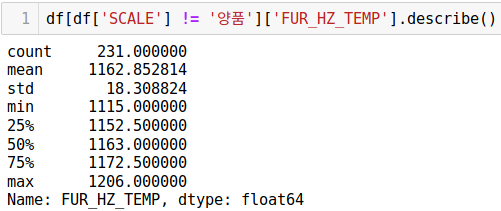 1 df[df['SCALE'] != '양품']['FUR_HZ_TEMP'].describe()
count 231.000000
mean 1162.852814
std 18.308824
min 1115.000000
25% 1152.500000
50% 1163.000000
75% 1172.500000
max 1206.000000
Name: FUR_HZ_TEMP, dtype: float64